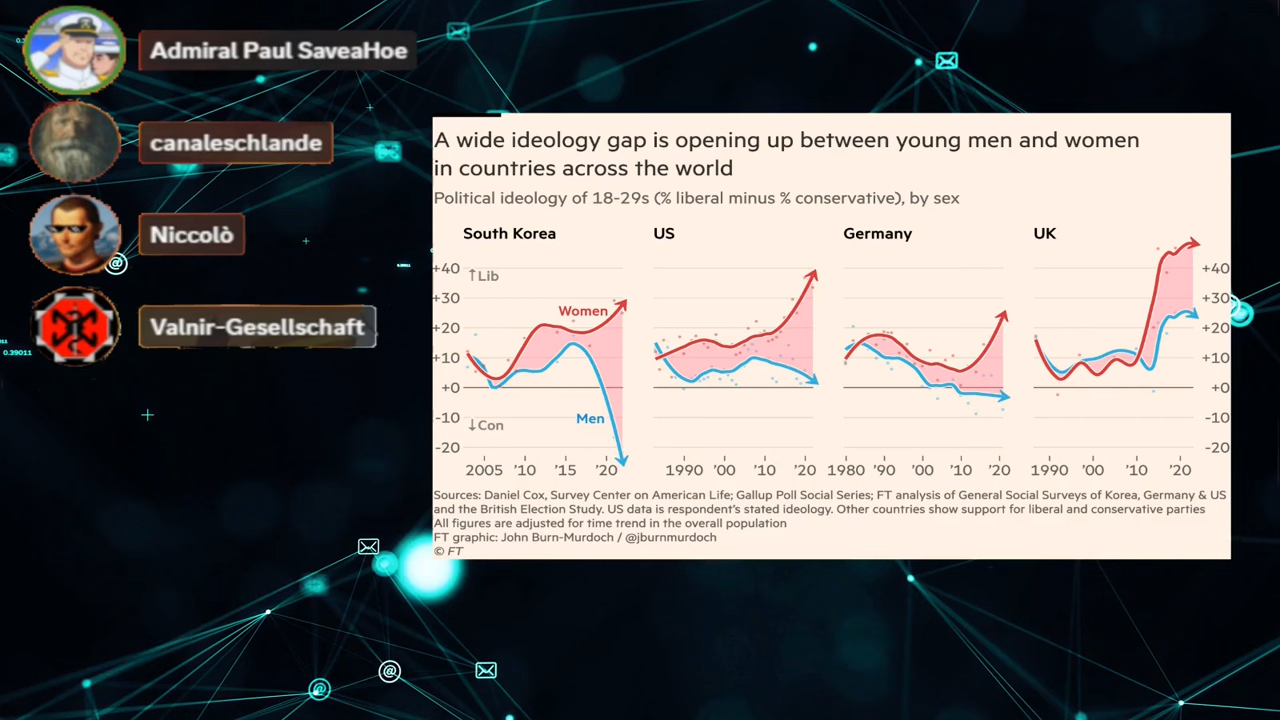 Admiral Paul SaveaHoe
canaleschlande
Niccolò
Valnir-Gesellschaft
0.39011
A wide ideology gap is opening up between young men and women
in countries across the world
Political ideology of 18-29s (% liberal minus % conservative), by sex
South Korea US Germany UK
↑Lib
Women
Men
↓Con
+40 +40
+30 +30
+20 +20
+10 +10
+0 +0
-10 -10
-20 -20
2005 '10 '15 '20 1990 '00 '10 '20 1980 '90 '00 '10 '20 1990 '00 '10 '20
Sources: Daniel Cox, Survey Center on American Life; Gallup Poll Social Series; FT analysis of General Social Surveys of Korea, Germany & US
and the British Election Study. US data is respondent's stated ideology. Other countries show support for liberal and conservative parties
All figures are adjusted for time trend in the overall population
FT graphic: John Burn-Murdoch / @jburnmurdoch
© FT